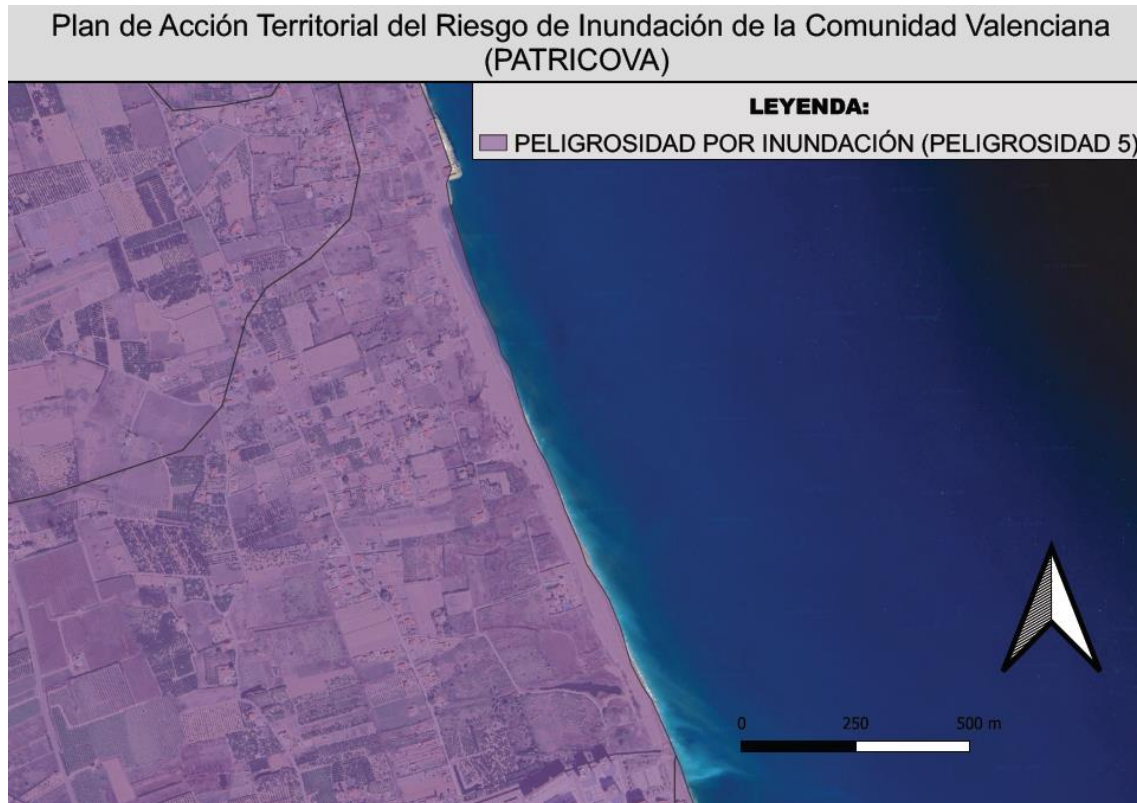 Plan de Acción Territorial del Riesgo de Inundación de la Comunidad Valenciana
(PATRICOVA)
LEYENDA:
PELIGROSIDAD POR INUNDACIÓN (PELIGROSIDAD 5)
0 250 500 m